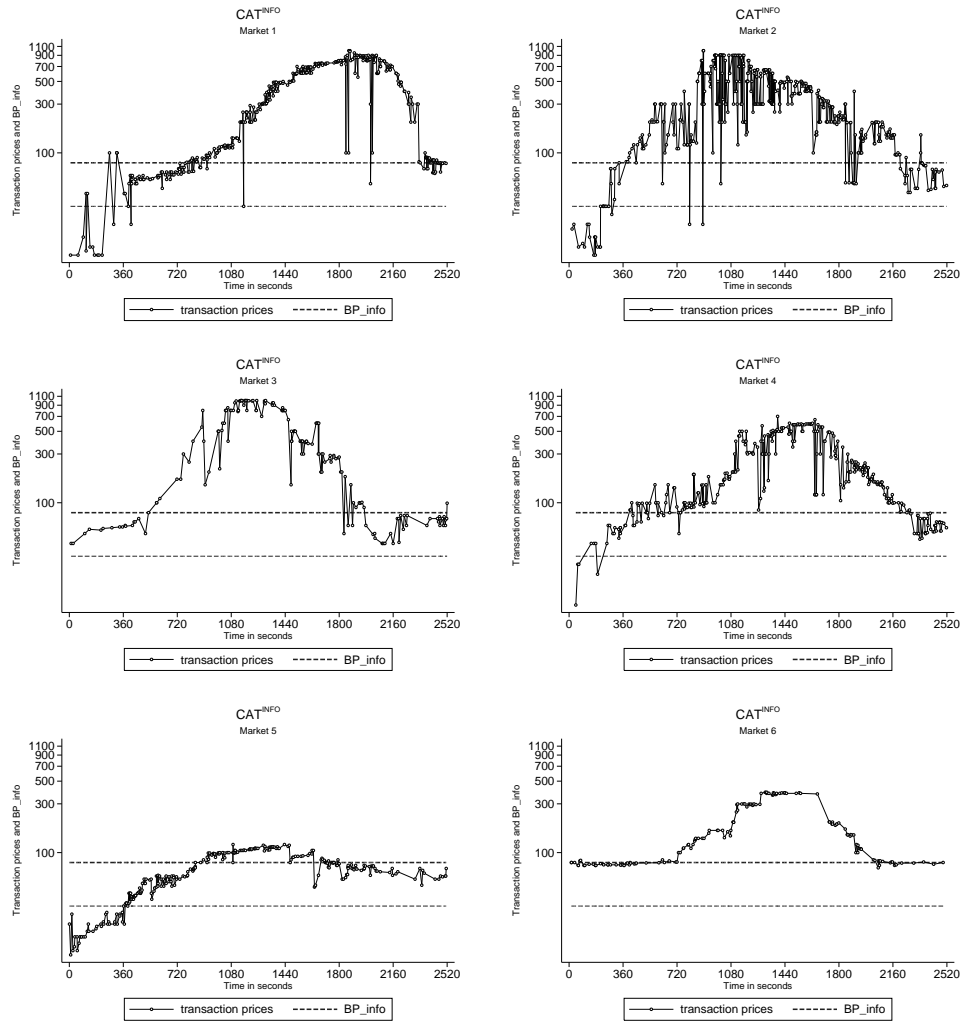 CAT^INFO
Market 1
Transaction prices and BP_info
1100
900
700
500
300
100
0 360 720 1080 1440 1800 2160 2520
Time in seconds
transaction prices BP_info
CAT^INFO
Market 2
Transaction prices and BP_info
1100
900
700
500
300
100
0 360 720 1080 1440 1800 2160 2520
Time in seconds
transaction prices BP_info
CAT^INFO
Market 3
Transaction prices and BP_info
1100
900
700
500
300
100
0 360 720 1080 1440 1800 2160 2520
Time in seconds
transaction prices BP_info
CAT^INFO
Market 4
Transaction prices and BP_info
1100
900
700
500
300
100
0 360 720 1080 1440 1800 2160 2520
Time in seconds
transaction prices BP_info
CAT^INFO
Market 5
Transaction prices and BP_info
1100
900
700
500
300
100
0 360 720 1080 1440 1800 2160 2520
Time in seconds
transaction prices BP_info
CAT^INFO
Market 6
Transaction prices and BP_info
1100
900
700
500
300
100
0 360 720 1080 1440 1800 2160 2520
Time in seconds
transaction prices BP_info